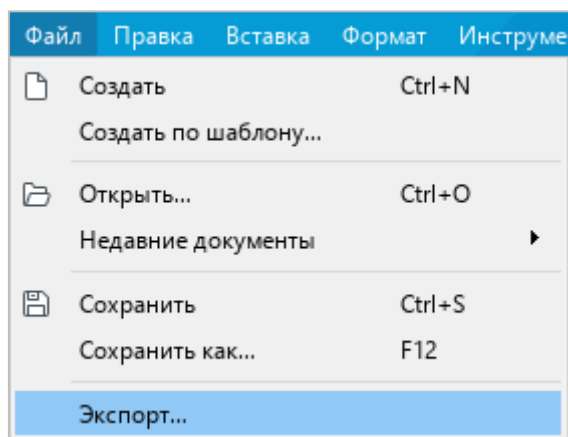 Файл Правка Вставка Формат Инструме
Создать Ctrl+N
Создать по шаблону...
Открыть... Ctrl+O
Недавние документы
Сохранить Ctrl+S
Сохранить как... F12
Экспорт...